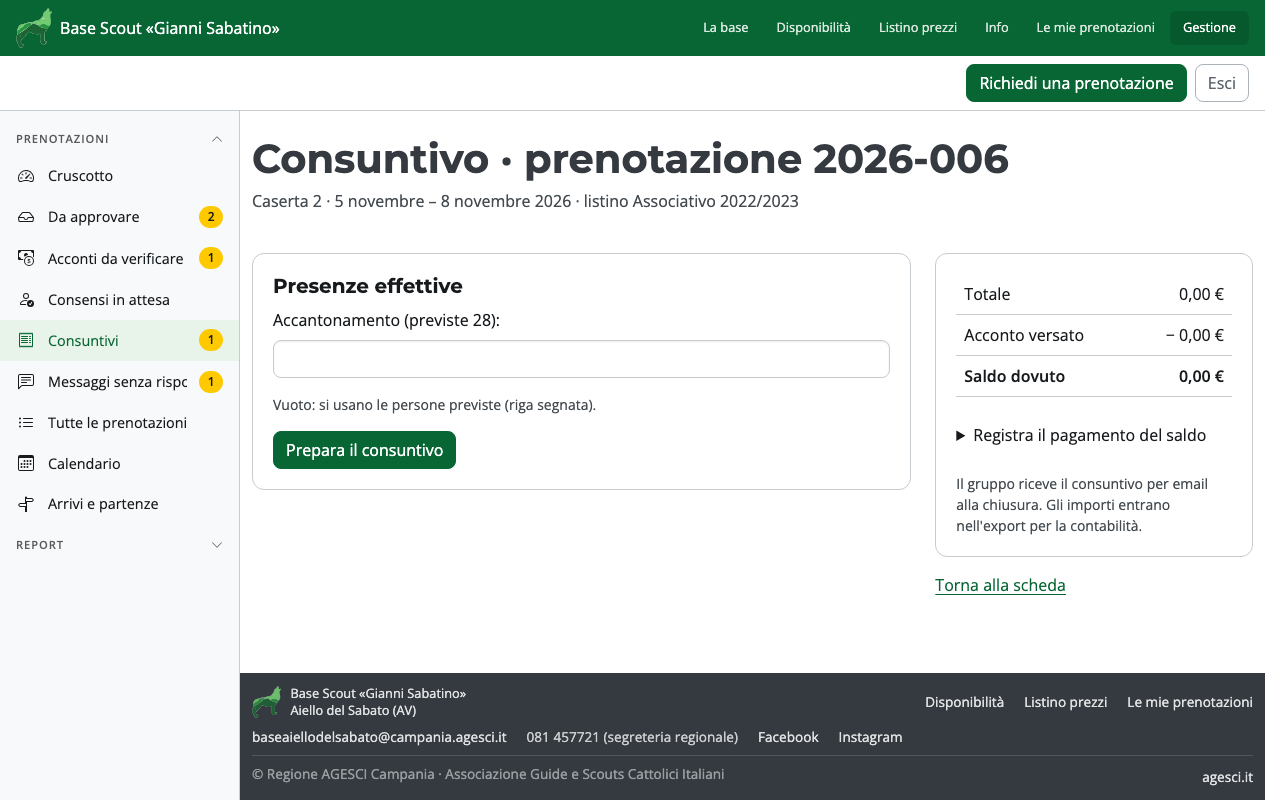 Base Scout «Gianni Sabatino»
La base
Disponibilità
Listino prezzi
Info
Le mie prenotazioni
Gestione
Richiedi una prenotazione
Esci
PRENOTAZIONI
Cruscotto
Da approvare 2
Acconti da verificare 1
Consensi in attesa
Consuntivi 1
Messaggi senza rispo 1
Tutte le prenotazioni
Calendario
Arrivi e partenze
REPORT
Consuntivo · prenotazione 2026-006
Caserta 2 · 5 novembre – 8 novembre 2026 · listino Associativo 2022/2023
Presenze effettive
Accantonamento (previste 28):
Vuoto: si usano le persone previste (riga segnata).
Prepara il consuntivo
Totale 0,00 €
Acconto versato − 0,00 €
Saldo dovuto 0,00 €
Registra il pagamento del saldo
Il gruppo riceve il consuntivo per email
alla chiusura. Gli importi entrano
nell'export per la contabilità.
Torna alla scheda
Base Scout «Gianni Sabatino»
Aiello del Sabato (AV)
Disponibilità
Listino prezzi
Le mie prenotazioni
baseaiellodelsabato@campania.agesci.it
081 457721 (segreteria regionale)
Facebook
Instagram
© Regione AGESCI Campania · Associazione Guide e Scouts Cattolici Italiani
agesci.it